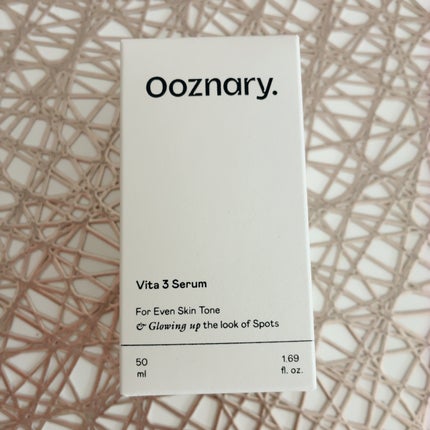 Ooznary.
Vita 3 Serum
For Even Skin Tone
& Glowing up the look of Spots
50 1.69
ml fl. oz.